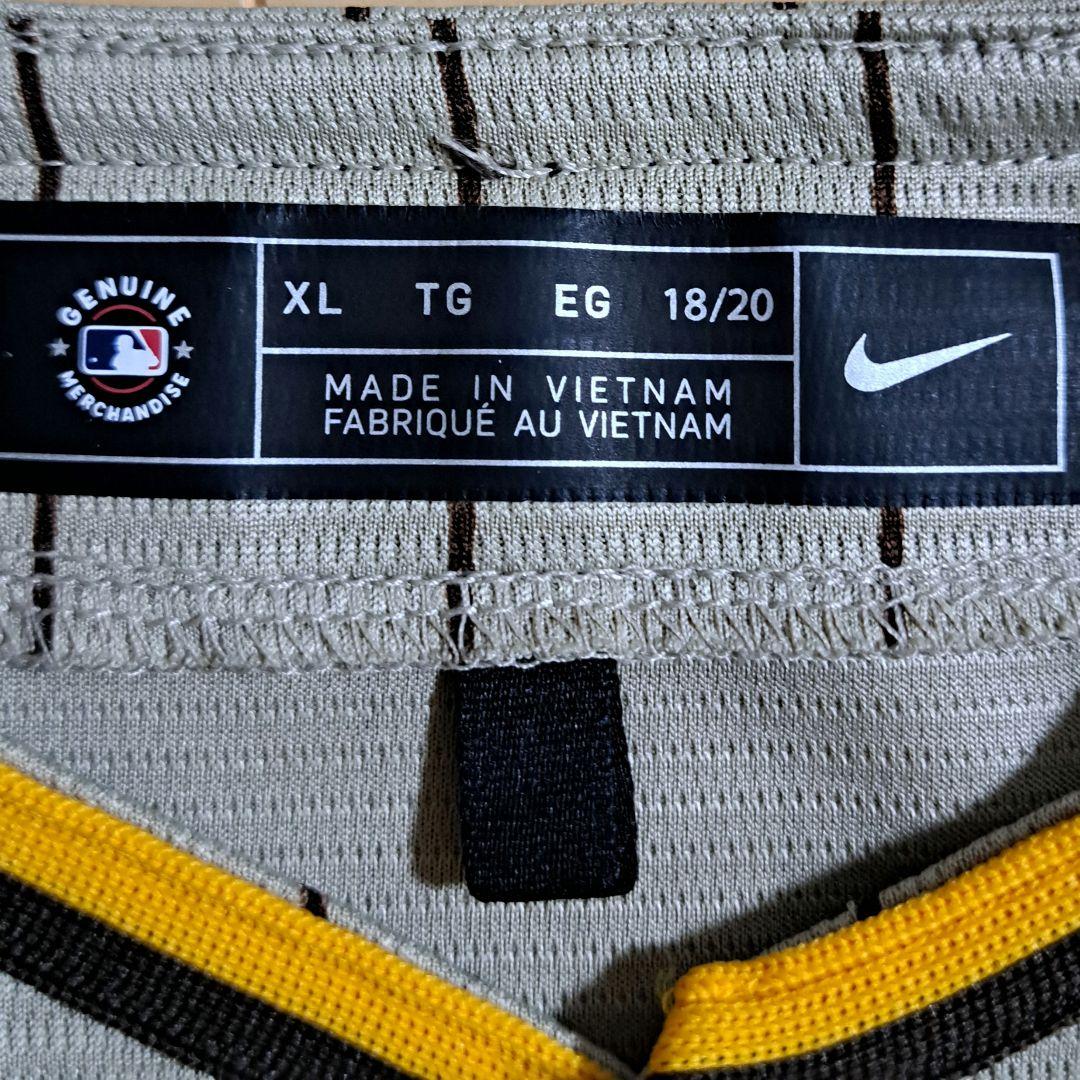 GENUINE
MERCHANDISE
XL TG EG 18/20
MADE IN VIETNAM
FABRIQUÉ AU VIETNAM